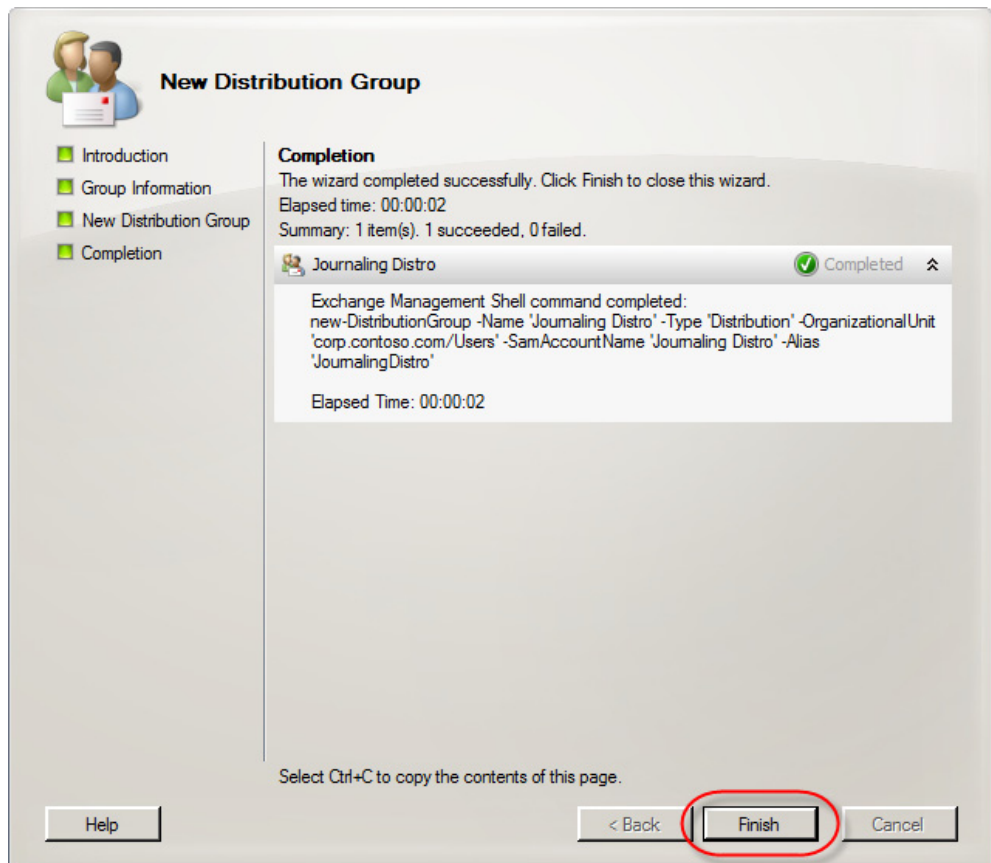 New Distribution Group
Introduction
Group Information
New Distribution Group
Completion
Completion
The wizard completed successfully. Click Finish to close this wizard.
Elapsed time: 00:00:02
Summary: 1 item(s). 1 succeeded, 0 failed.
Journaling Distro
Completed
Exchange Management Shell command completed:
new-DistributionGroup -Name 'Journaling Distro' -Type 'Distribution' -OrganizationalUnit
'corp.contoso.com/Users' -SamAccountName 'Journaling Distro' -Alias
'JournalingDistro'
Elapsed Time: 00:00:02
Select Ctrl+C to copy the contents of this page.
Help
< Back
Finish
Cancel